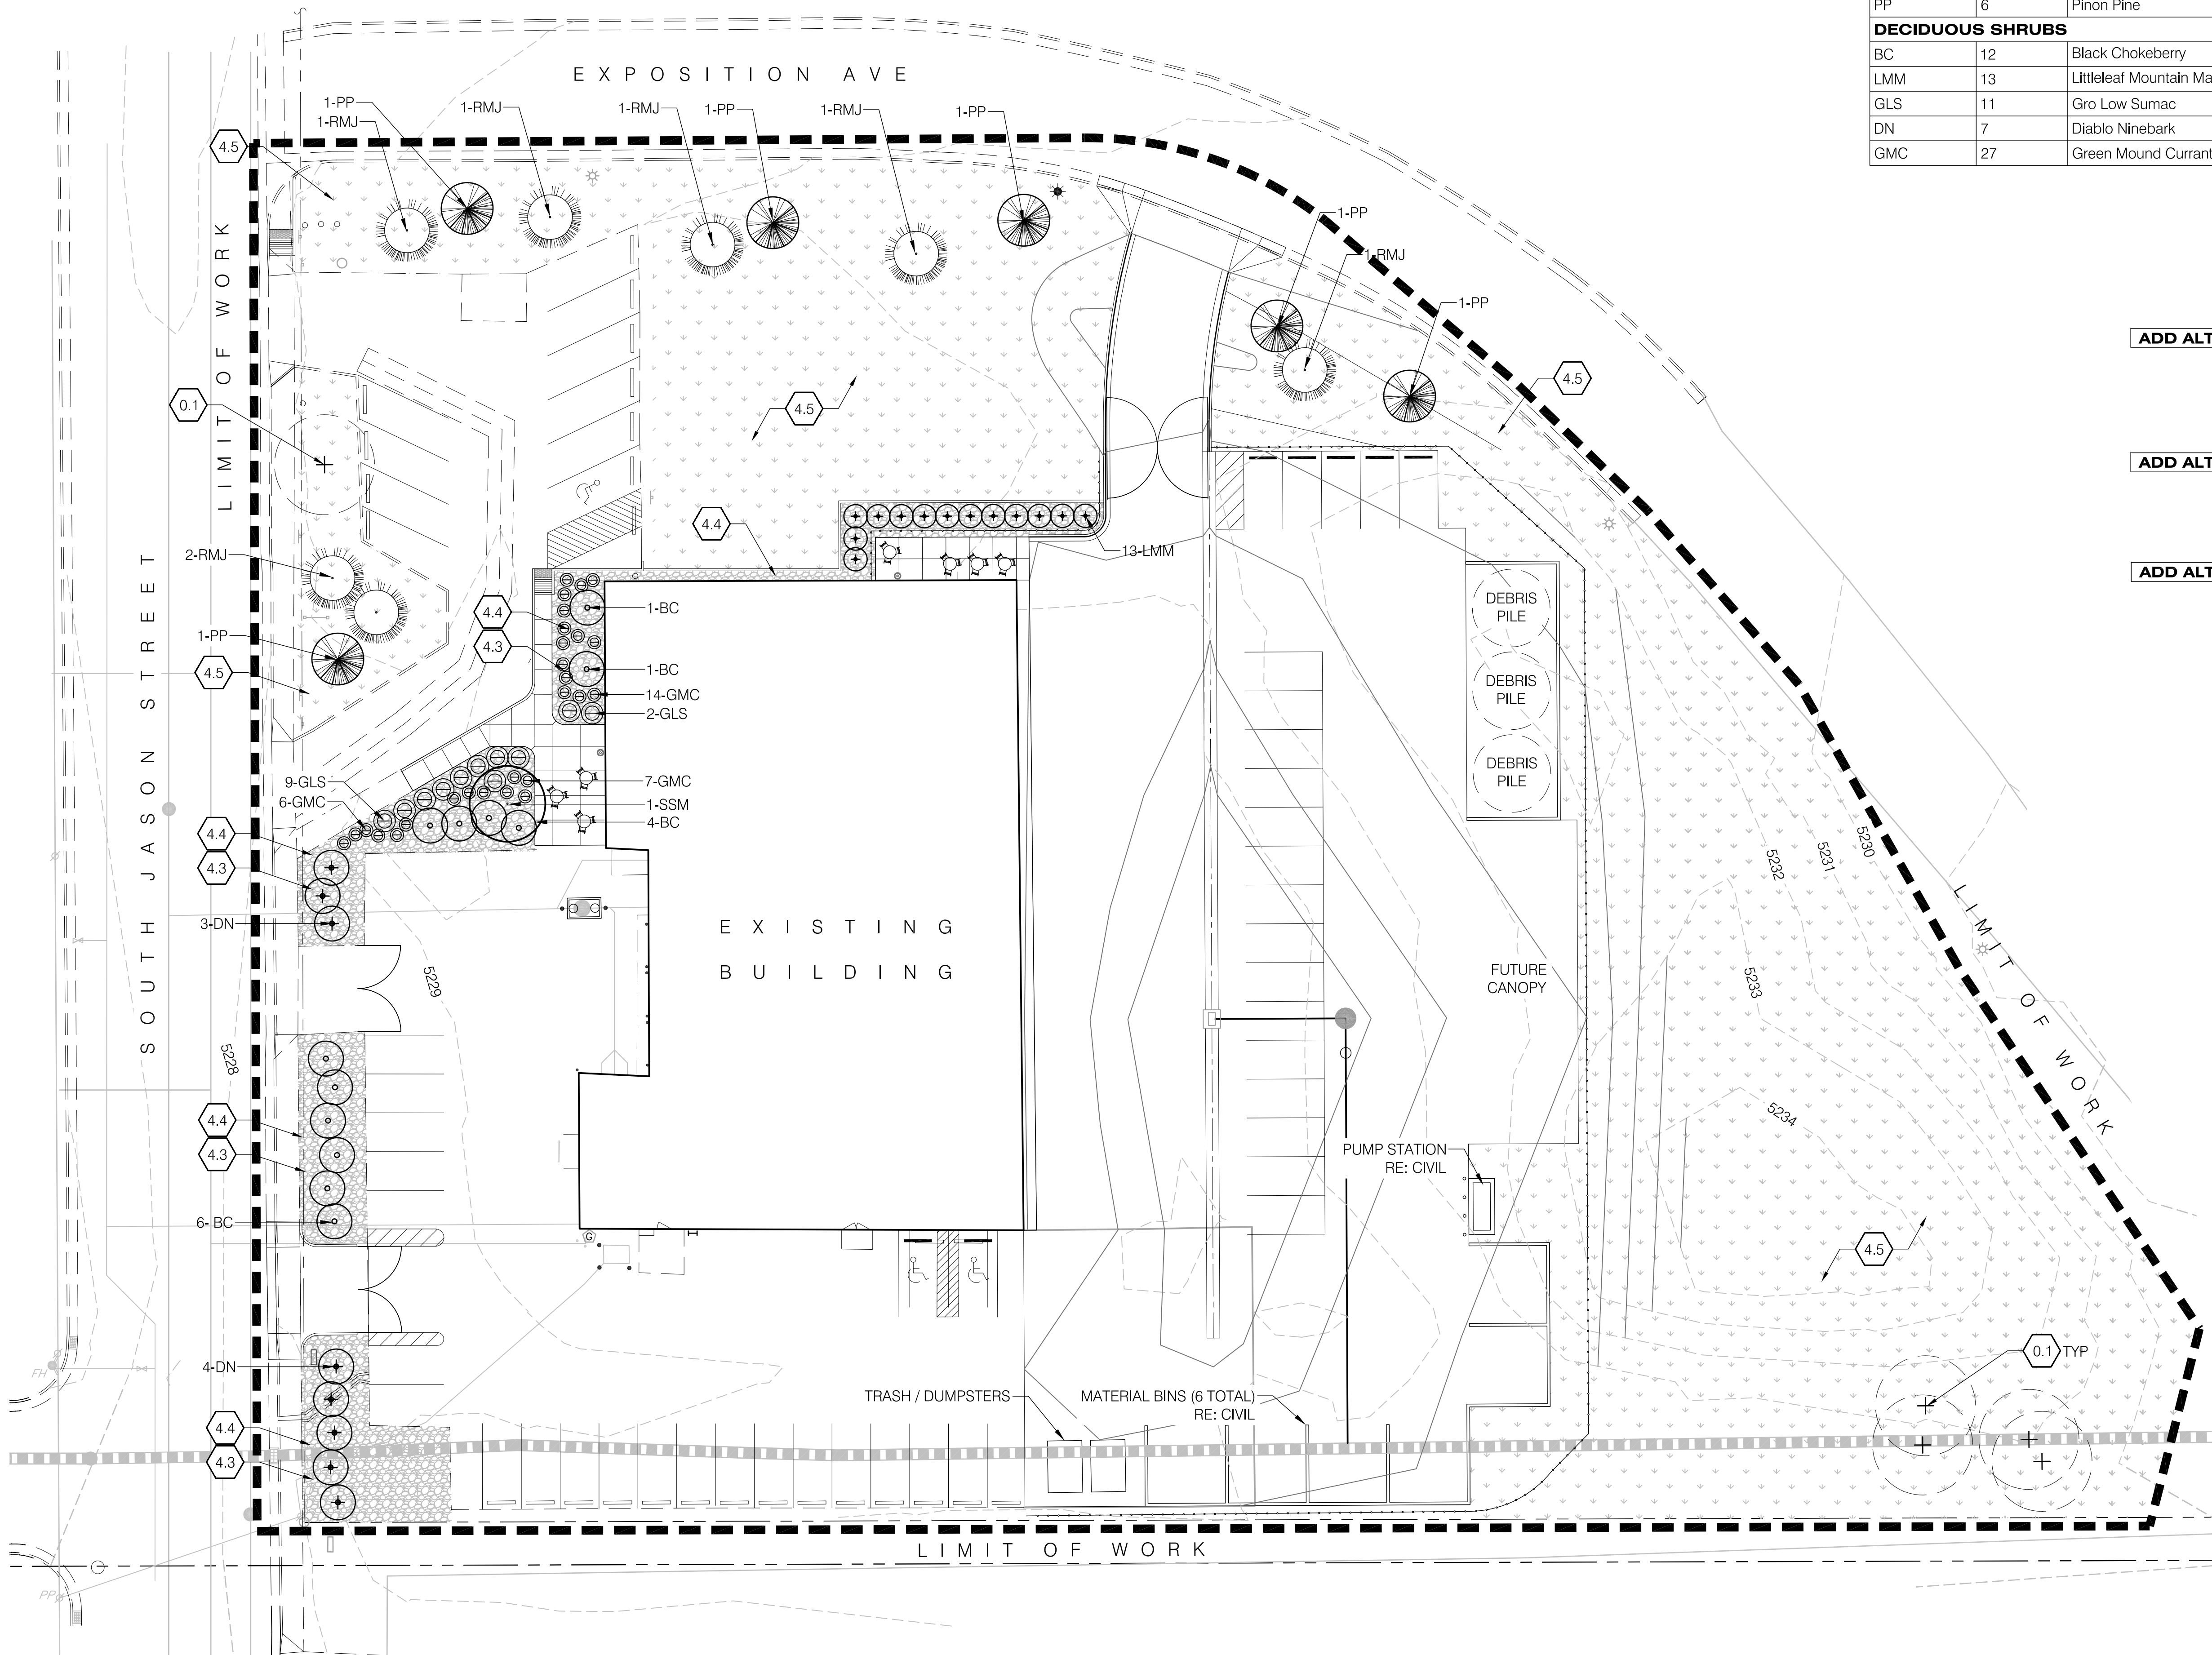 PP 6 Pinon Pine
DECIDUOUS SHRUBS
BC 12 Black Chokeberry
LMM 13 Littleleaf Mountain Ma
GLS 11 Gro Low Sumac
DN 7 Diablo Ninebark
GMC 27 Green Mound Currant
ADD ALT
ADD ALT
ADD ALT
EXPOSITION AVE
1-PP
1-RMJ
1-RMJ
1-RMJ
1-PP
1-RMJ
1-PP
4.5
1-PP
1-RMJ
1-PP
4.5
LIMIT OF WORK
0.1
4.5
4.4
13-LMM
2-RMJ
1-PP
4.5
SOUTH JASON STREET
4.4
4.3
1-BC
1-BC
14-GMC
2-GLS
9-GLS
6-GMC
7-GMC
1-SSM
4-BC
4.4
4.3
3-DN
DEBRIS
PILE
DEBRIS
PILE
DEBRIS
PILE
5230
5231
5232
5233
5234
5229
5228
EXISTING
BUILDING
FUTURE
CANOPY
LIMIT OF WORK
4.4
4.3
6- BC
G
PUMP STATION
RE: CIVIL
4.5
0.1 TYP
4-DN
4.4
4.3
TRASH / DUMPSTERS
MATERIAL BINS (6 TOTAL)
RE: CIVIL
FH
PP
LIMIT OF WORK